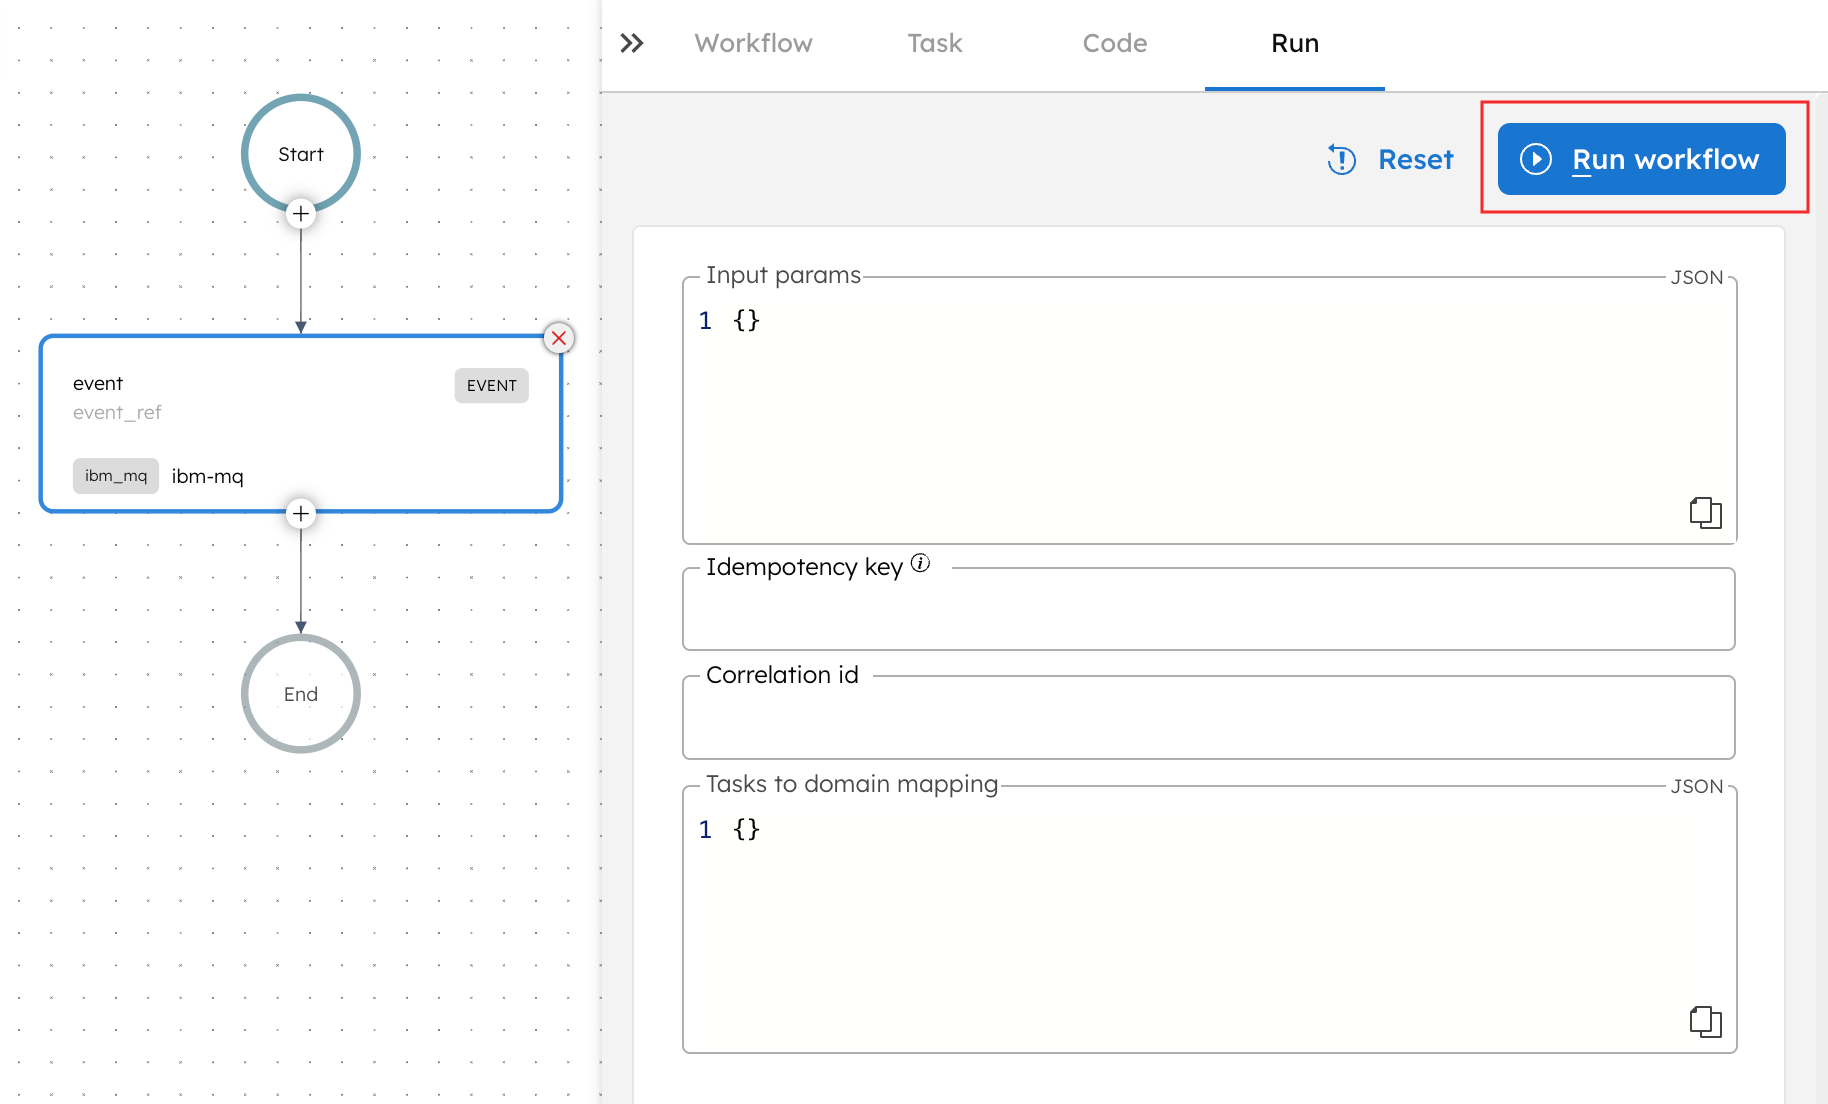 Workflow Task Code Run
Reset Run workflow
Start
event EVENT
event_ref
ibm_mq ibm-mq
End
Input params JSON
1 {}
Idempotency key
Correlation id
Tasks to domain mapping JSON
1 {}